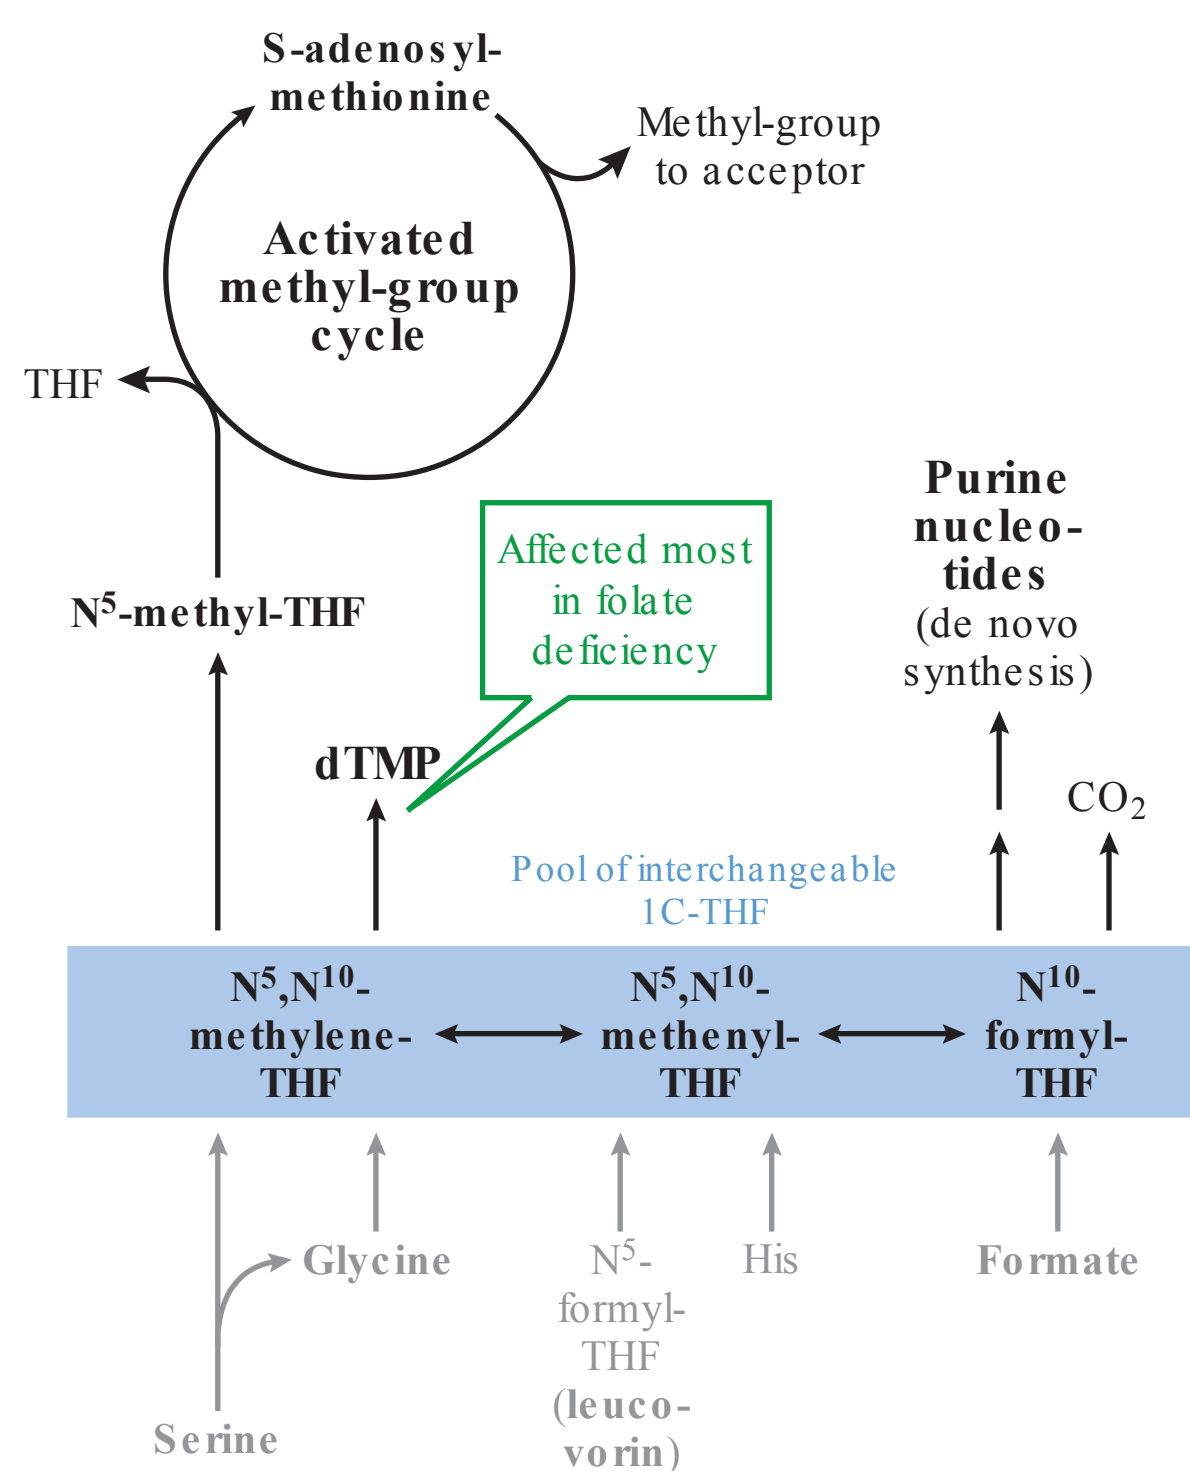 S-adenosyl-
methionine
Methyl-group
to acceptor
Activated
methyl-group
cycle
THF
N⁵-methyl-THF
Affected most
in folate
deficiency
dTMP
Purine
nucleo-
tides
(de novo
synthesis)
CO₂
Pool of interchangeable
1C-THF
N⁵,N¹⁰-
methylene-
THF
N⁵,N¹⁰-
methenyl-
THF
N¹⁰-
formyl-
THF
Glycine
Serine
N⁵-
formyl-
THF
(leuco-
vorin)
His
Formate